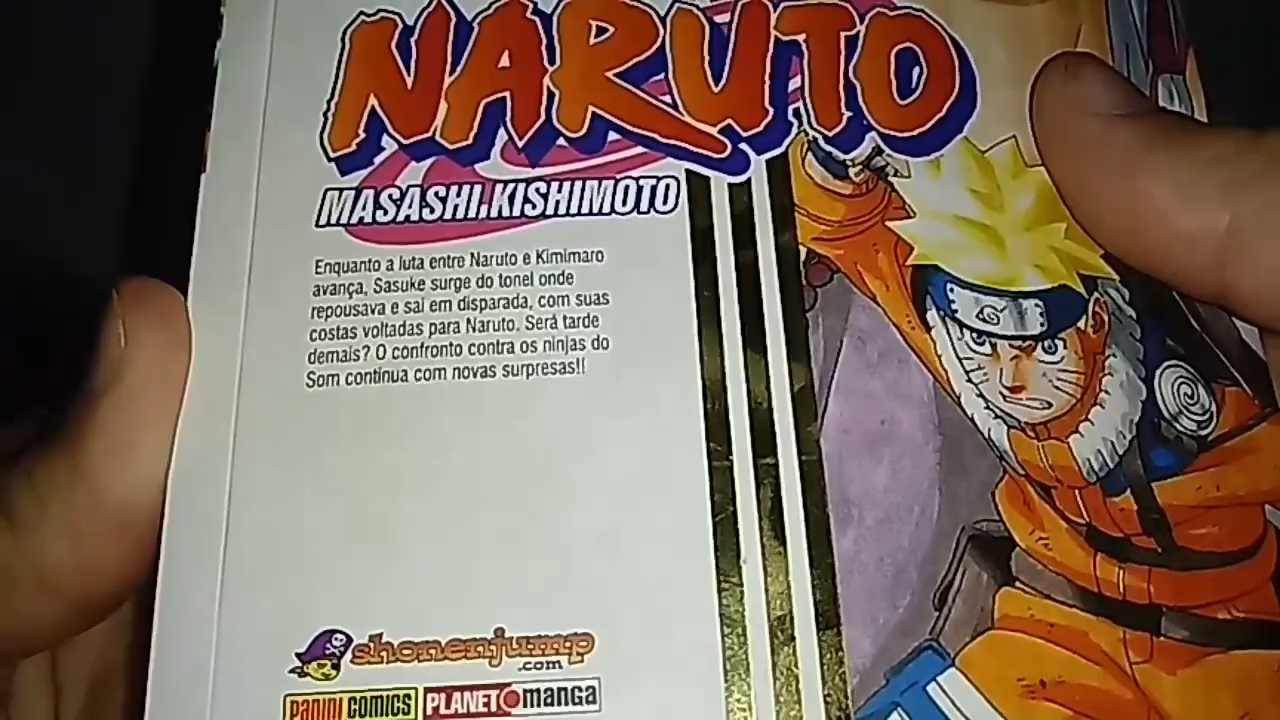 NARUTO
MASASHI.KISHIMOTO
Enquanto a luta entre Naruto e Kimimaro
avança, Sasuke surge do tonel onde
repousava e sai em disparada, com suas
costas voltadas para Naruto. Será tarde
demais? O confronto contra os ninjas do
Som continua com novas surpresas!!
shonenjump
.com
PANINI COMICS PLANET manga